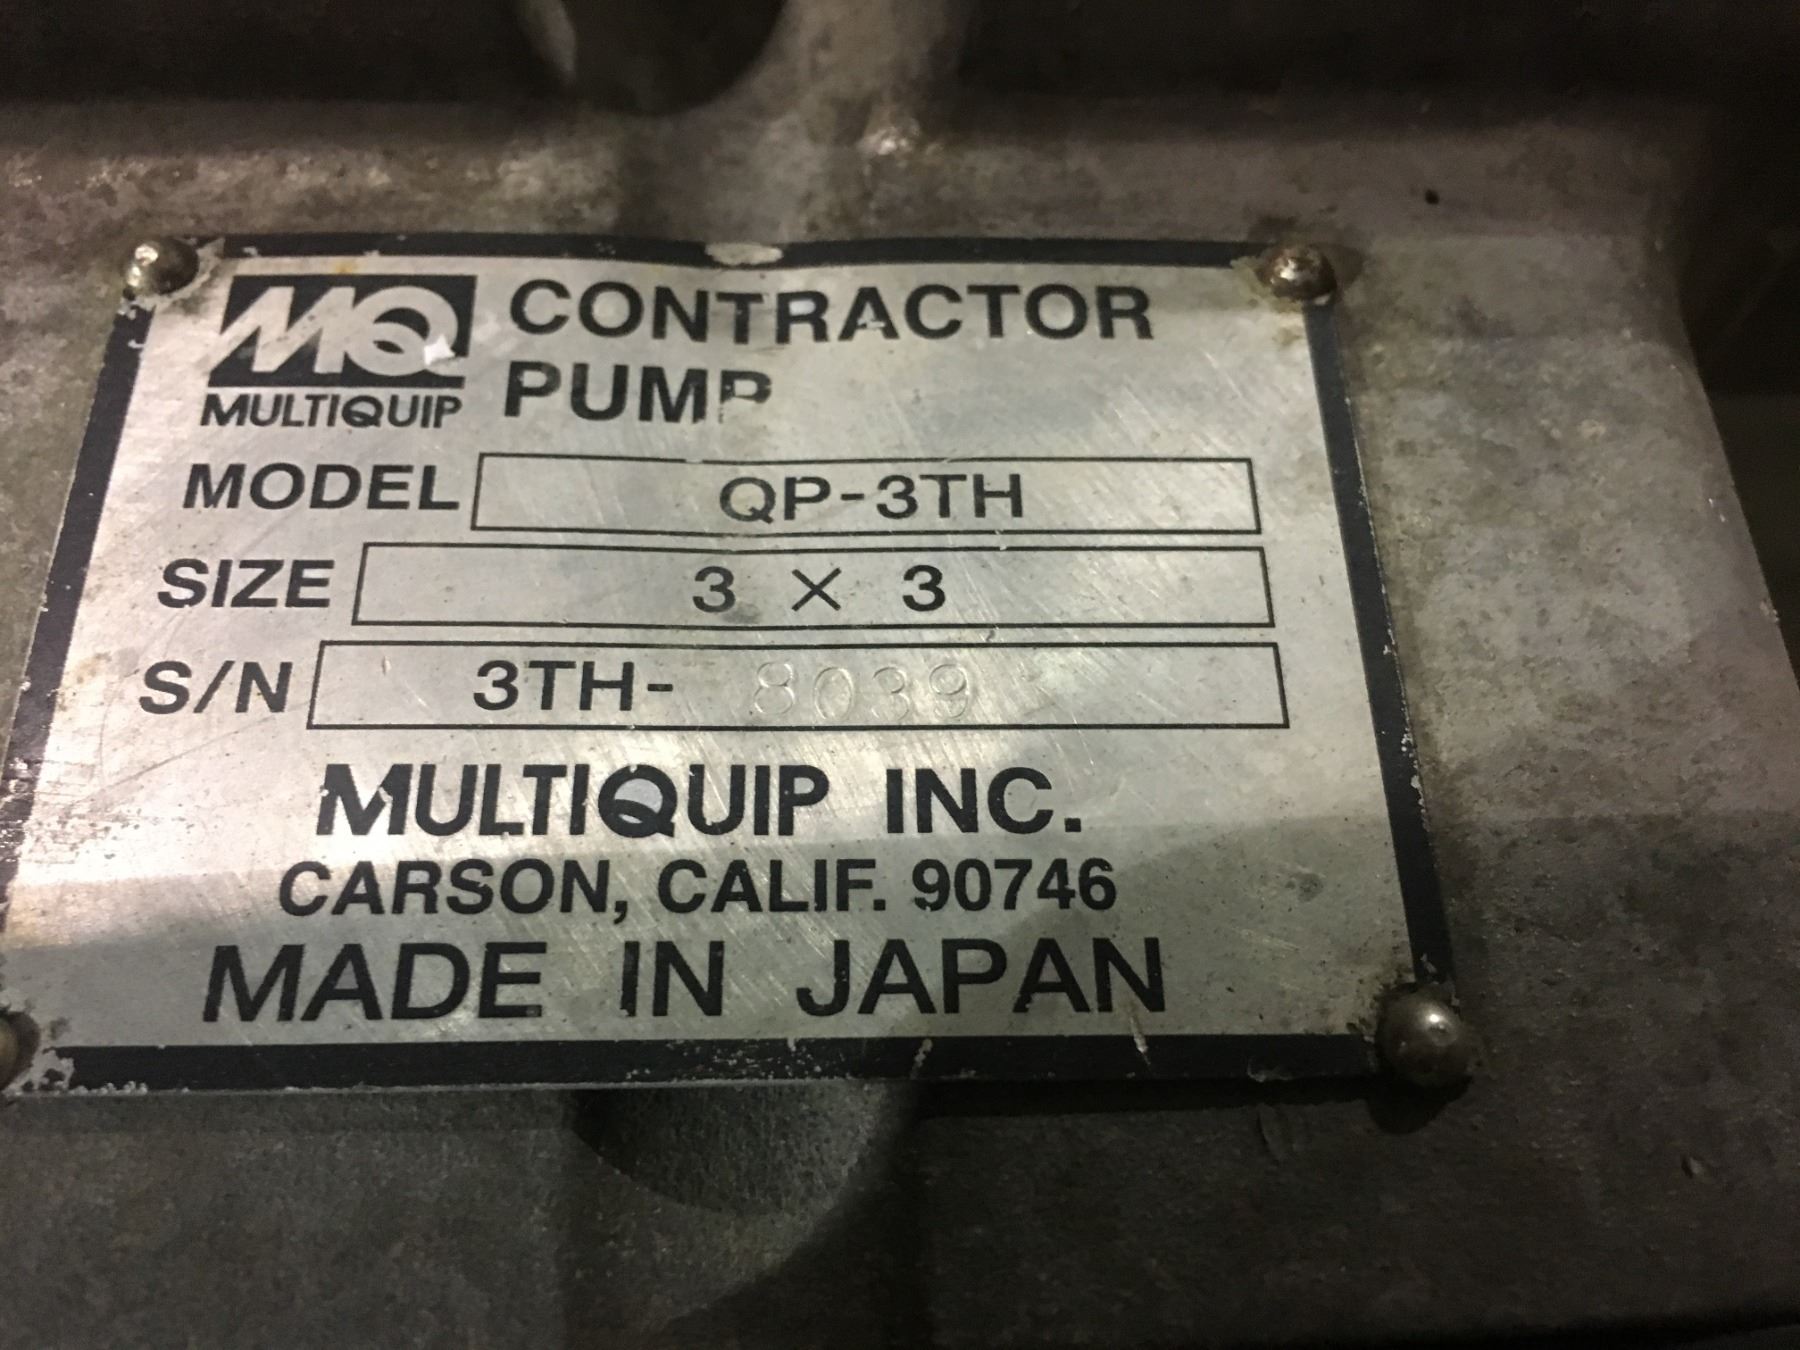 MQ CONTRACTOR
MULTIQUIP PUMP
MODEL QP-3TH
SIZE 3 × 3
S/N 3TH- 8039
MULTIQUIP INC.
CARSON, CALIF. 90746
MADE IN JAPAN